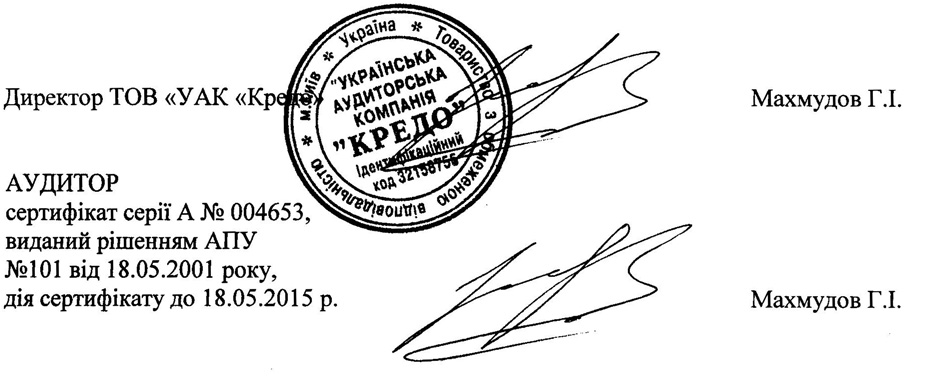 Директор ТОВ «УАК «Кредо» Махмудов Г.І.
м. Київ * Україна * Товариство з обмеженою відповідальністю *
"УКРАЇНСЬКА
АУДИТОРСЬКА
КОМПАНІЯ
"КРЕДО"
Ідентифікаційний
код 32158756
АУДИТОР
сертифікат серії А № 004653,
виданий рішенням АПУ
№101 від 18.05.2001 року,
дія сертифікату до 18.05.2015 р. Махмудов Г.І.